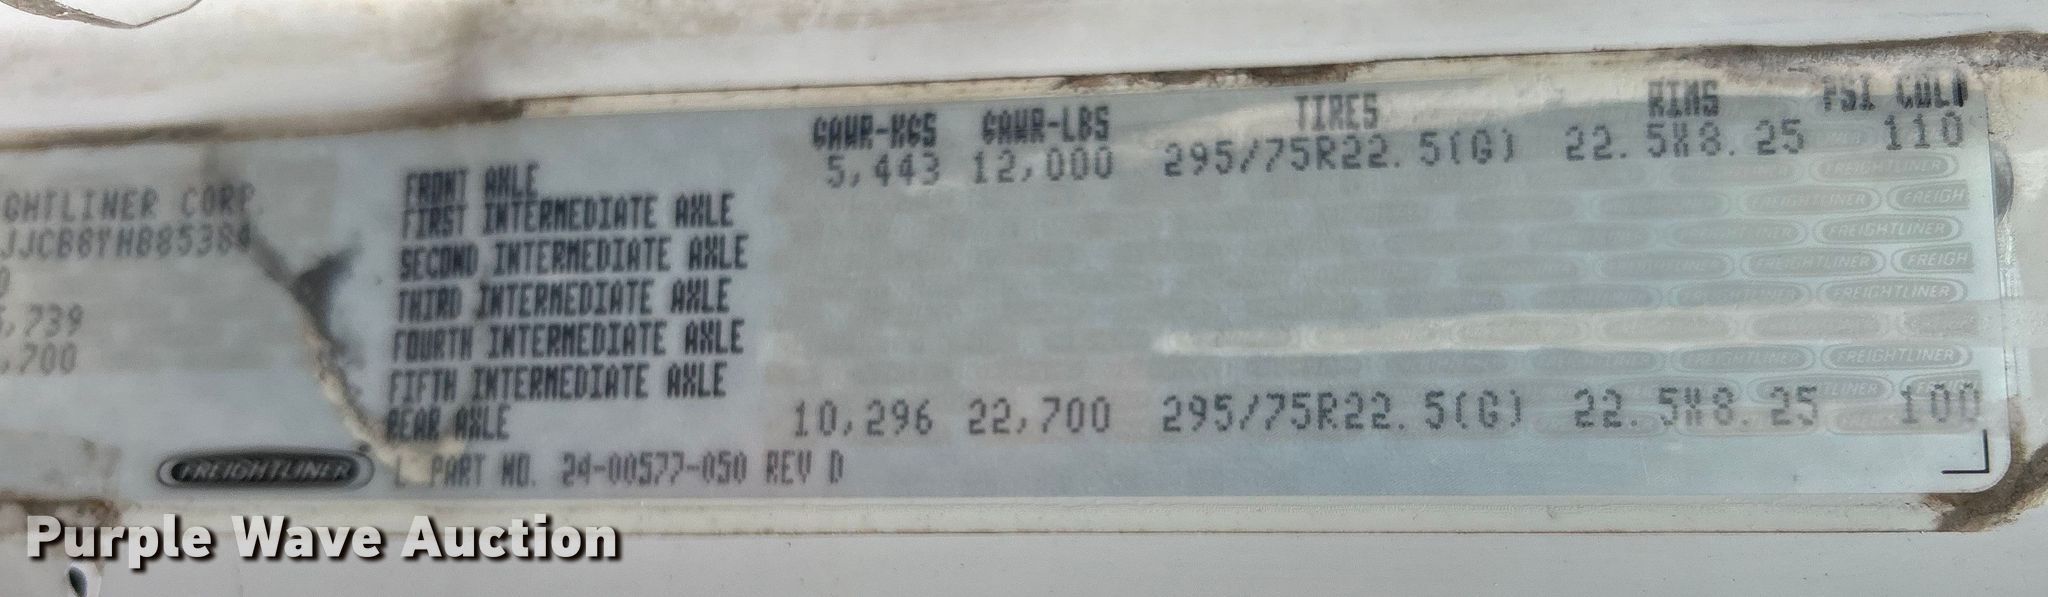 GAWR-KGS GAWR-LBS TIRES RIMS PSI COLD
FRONT AXLE 5,443 12,000 295/75R22.5(G) 22.5X8.25 110
GHTLINER CORP. FIRST INTERMEDIATE AXLE
JJCB8YHB85384 SECOND INTERMEDIATE AXLE
THIRD INTERMEDIATE AXLE
,739 FOURTH INTERMEDIATE AXLE
,700 FIFTH INTERMEDIATE AXLE
REAR AXLE 10,296 22,700 295/75R22.5(G) 22.5X8.25 100
FREIGHTLINER PART NO. 24-00577-050 REV D
Purple Wave Auction